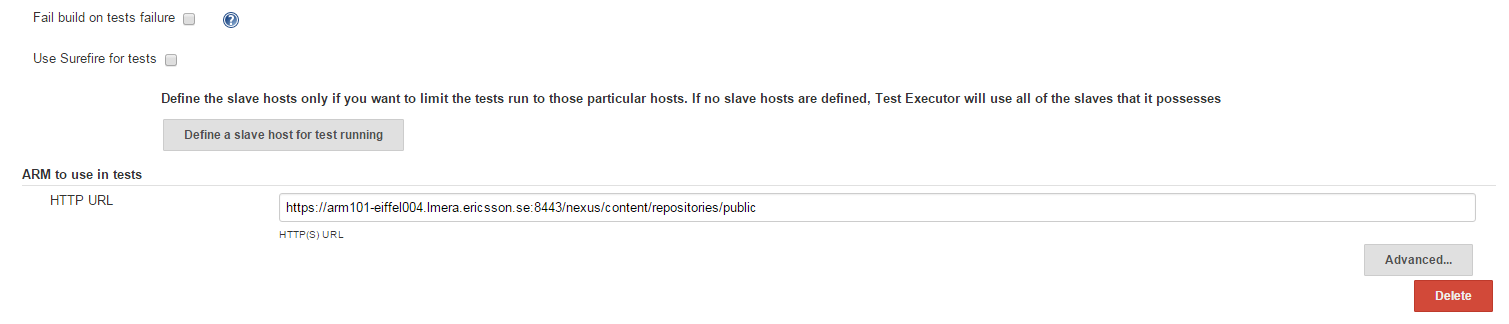 Fail build on tests failure
Use Surefire for tests
Define the slave hosts only if you want to limit the tests run to those particular hosts. If no slave hosts are defined, Test Executor will use all of the slaves that it possesses
Define a slave host for test running
ARM to use in tests
HTTP URL
https://arm101-eiffel004.lmera.ericsson.se:8443/nexus/content/repositories/public
HTTP(S) URL
Advanced...
Delete